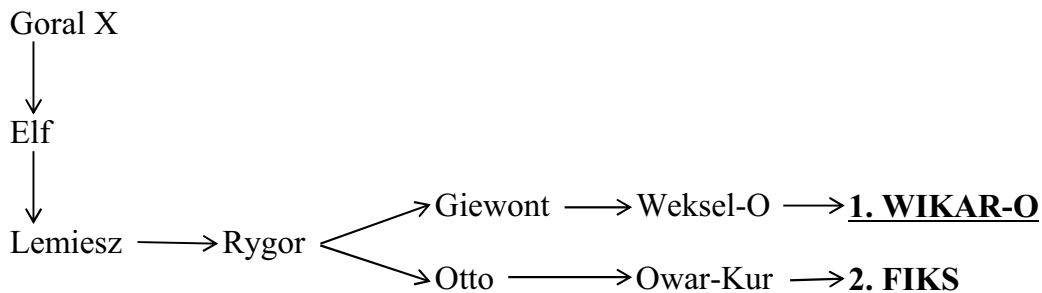 Goral X
Elf
Giewont Weksel-O 1. WIKAR-O
Lemiesz Rygor
Otto Owar-Kur 2. FIKS